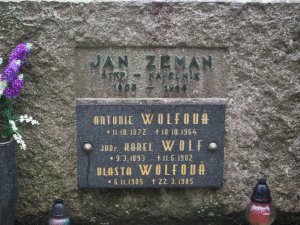 JAN ZEMAN
ANTONIE WOLFOVÁ
* 11.10.1872 † 10.10.1964
JUDr. KAREL WOLF
* 9.3.1893 † 11.6.1982
VLASTA WOLFOVÁ
* 6.11.1905 † 22.3.1985